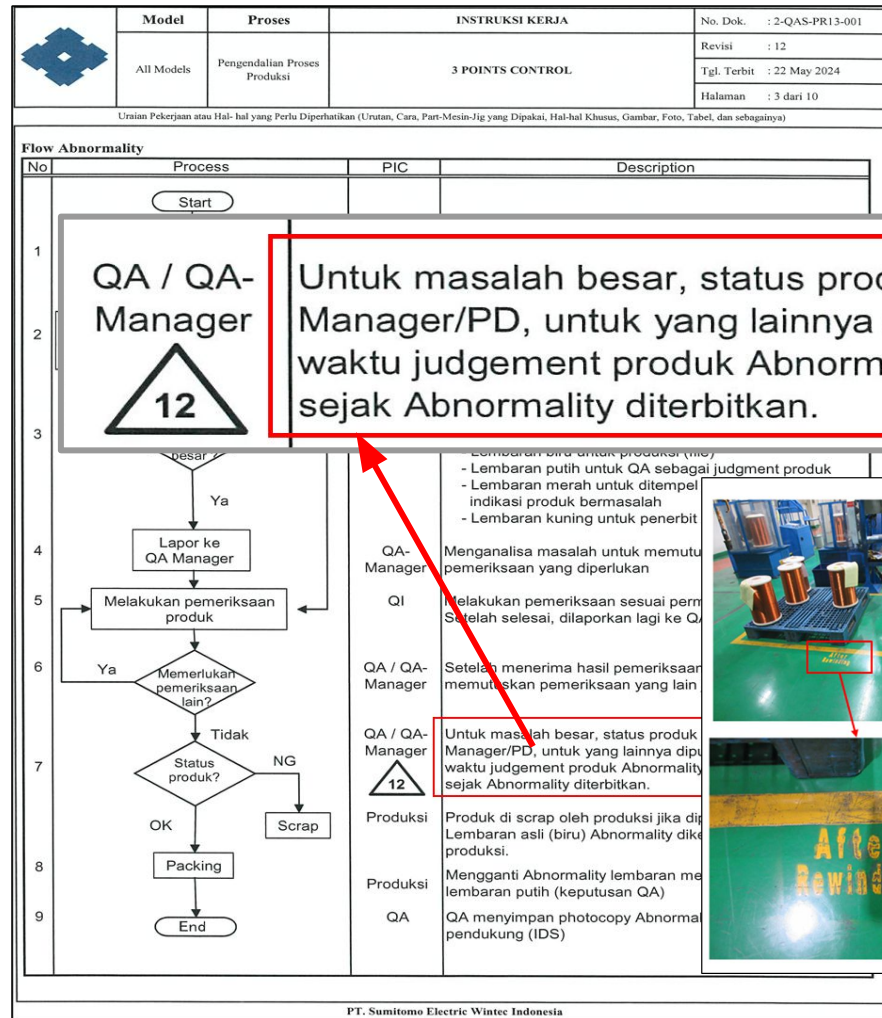 Model
Proses
INSTRUKSI KERJA
No. Dok. : 2-QAS-PR13-001
All Models
Pengendalian Proses
Produksi
3 POINTS CONTROL
Revisi : 12
Tgl. Terbit : 22 May 2024
Halaman : 3 dari 10
Uraian Pekerjaan atau Hal- hal yang Perlu Diperhatikan (Urutan, Cara, Part-Mesin-Jig yang Dipakai, Hal-hal Khusus, Gambar, Foto, Tabel, dan sebagainya)
Flow Abnormality
No Process PIC Description
Start
1
2
3
QA / QA-
Manager
12
Untuk masalah besar, status
Manager/PD, untuk yang lainnya
waktu judgement produk
sejak Abnormality diterbitkan.
besar ?
- Lembaran biru untuk produksi (file)
- Lembaran putih untuk QA sebagai judgment produk
- Lembaran merah untuk ditempel
indikasi produk bermasalah
- Lembaran kuning untuk penerbit
Ya
4
Lapor ke
QA Manager
QA-
Manager
Menganalisa masalah untuk
pemeriksaan yang diperlukan
5
Melakukan pemeriksaan
produk
QI
Melakukan pemeriksaan sesuai
Setelah selesai, dilaporkan lagi ke
6
Ya
Memerlukan
pemeriksaan
lain?
QA / QA-
Manager
Setelah menerima hasil pemeriksaan
memutuskan pemeriksaan yang lain
Tidak
7
Status
produk?
NG
QA / QA-
Manager
12
Untuk masalah besar, status produk
Manager/PD, untuk yang lainnya
waktu judgement produk Abnormality
sejak Abnormality diterbitkan.
OK
Scrap
Produksi
Produk di scrap oleh produksi jika
Lembaran asli (biru) Abnormality
produksi.
8
Packing
Produksi
Mengganti Abnormality lembaran
lembaran putih (keputusan QA)
9
End
QA
QA menyimpan photocopy
pendukung (IDS)
After
Rewinding
After
PT. Sumitomo Electric Wintec Indonesia